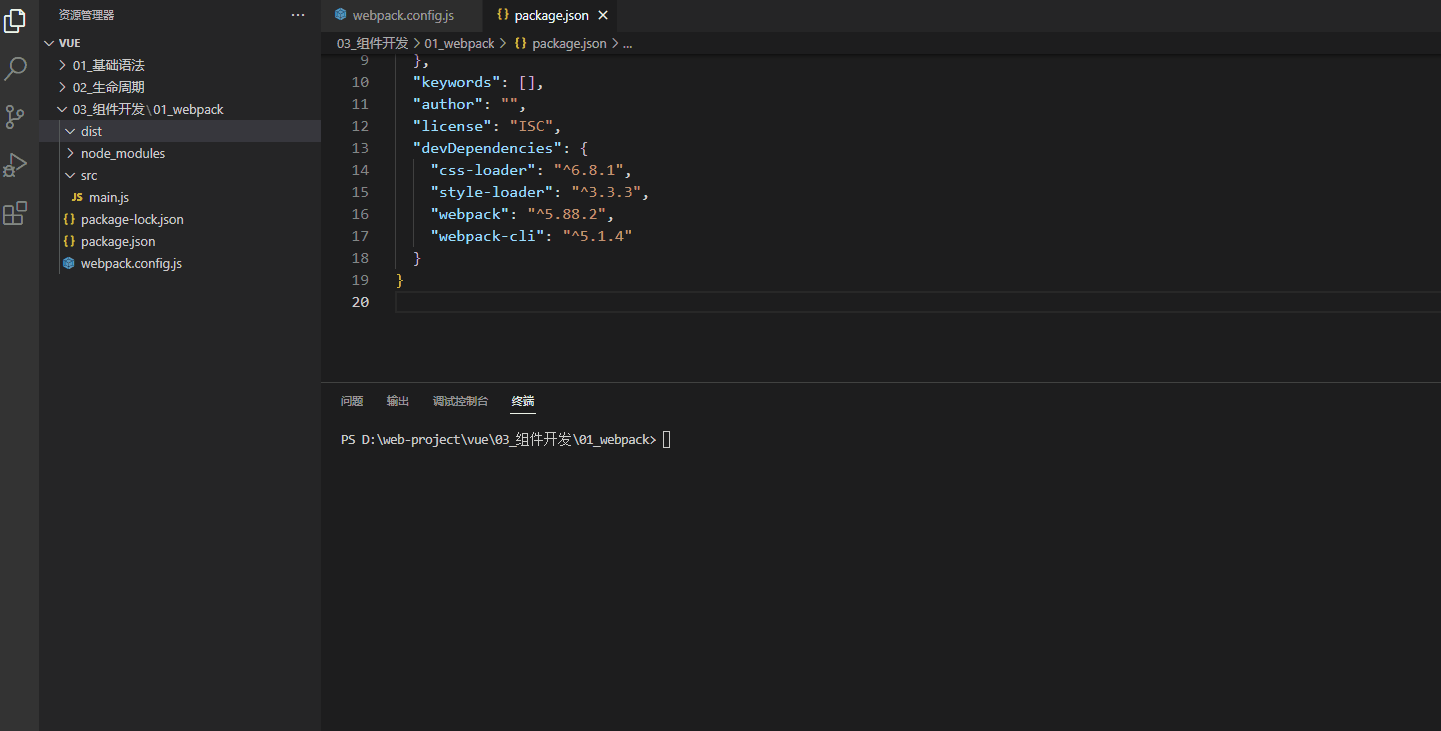 资源管理器 ...
VUE
01_基础语法
02_生命周期
03_组件开发\01_webpack
dist
node_modules
src
JS main.js
{} package-lock.json
{} package.json
webpack.config.js
webpack.config.js {} package.json
03_组件开发 > 01_webpack > {} package.json > ...
9 },
10 "keywords": [],
11 "author": "",
12 "license": "ISC",
13 "devDependencies": {
14 "css-loader": "^6.8.1",
15 "style-loader": "^3.3.3",
16 "webpack": "^5.88.2",
17 "webpack-cli": "^5.1.4"
18 }
19 }
20
问题 输出 调试控制台 终端
PS D:\web-project\vue\03_组件开发\01_webpack>